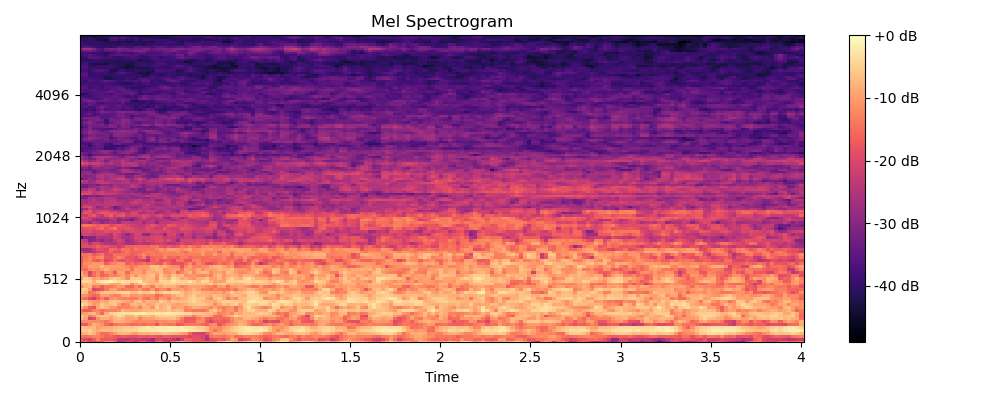 Mel Spectrogram
+0 dB
-10 dB
-20 dB
-30 dB
-40 dB
4096
2048
1024
512
0
Hz
0 0.5 1 1.5 2 2.5 3 3.5 4
Time